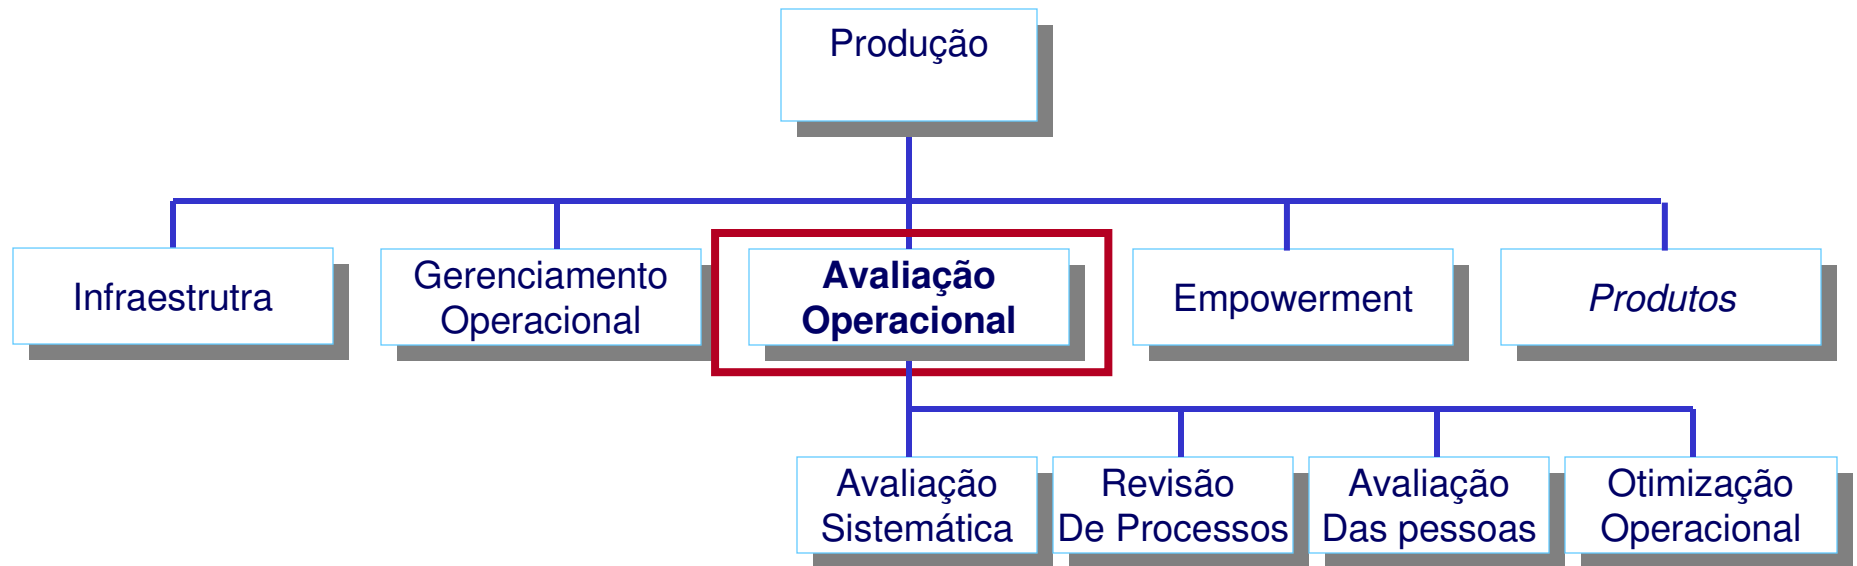 Produção
Infraestrutra
Gerenciamento
Operacional
Avaliação
Operacional
Empowerment
Produtos
Avaliação
Sistemática
Revisão
De Processos
Avaliação
Das pessoas
Otimização
Operacional